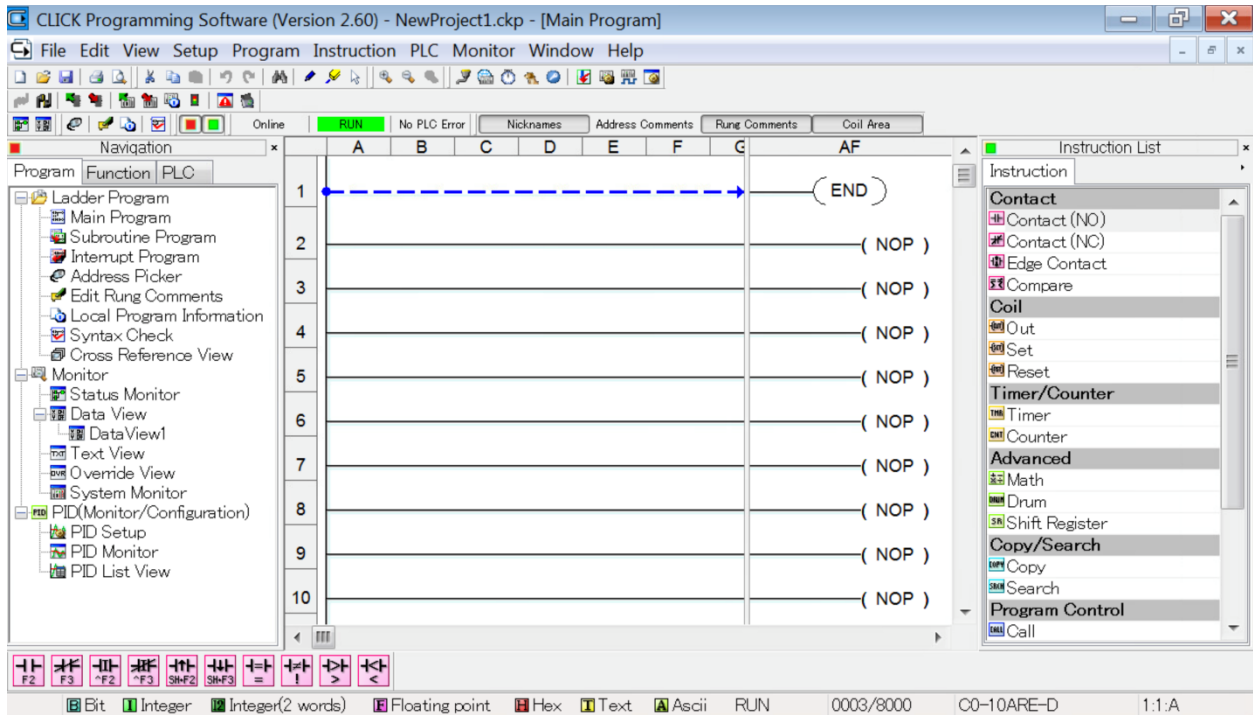 CLICK Programming Software (Version 2.60) - NewProject1.ckp - [Main Program]
File Edit View Setup Program Instruction PLC Monitor Window Help
Online RUN No PLC Error Nicknames Address Comments Rung Comments Coil Area
Navigation
Program Function PLC
Ladder Program
Main Program
Subroutine Program
Interrupt Program
Address Picker
Edit Rung Comments
Local Program Information
Syntax Check
Cross Reference View
Monitor
Status Monitor
Data View
DataView1
Text View
Override View
System Monitor
PID(Monitor/Configuration)
PID Setup
PID Monitor
PID List View
A B C D E F G AF
1 END
2 ( NOP )
3 ( NOP )
4 ( NOP )
5 ( NOP )
6 ( NOP )
7 ( NOP )
8 ( NOP )
9 ( NOP )
10 ( NOP )
Instruction List
Instruction
Contact
Contact (NO)
Contact (NC)
Edge Contact
Compare
Coil
Out
Set
Reset
Timer/Counter
Timer
Counter
Advanced
Math
Drum
Shift Register
Copy/Search
Copy
Search
Program Control
Call
F2 F3 ^F2 ^F3 SH+F2 SH+F3 = ! > <
B Bit I Integer I2 Integer(2 words) F Floating point H Hex T Text A Ascii RUN 0003/8000 C0-10ARE-D 1:1:A